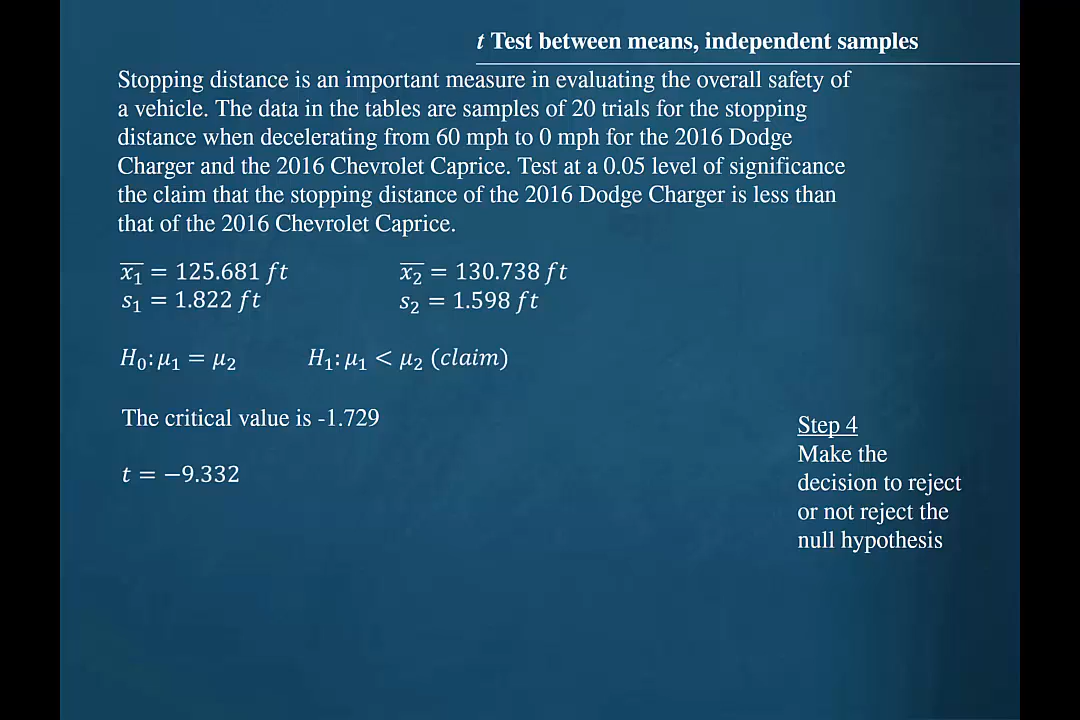 t Test between means, independent samples
Stopping distance is an important measure in evaluating the overall safety of
a vehicle. The data in the tables are samples of 20 trials for the stopping
distance when decelerating from 60 mph to 0 mph for the 2016 Dodge
Charger and the 2016 Chevrolet Caprice. Test at a 0.05 level of significance
the claim that the stopping distance of the 2016 Dodge Charger is less than
that of the 2016 Chevrolet Caprice.
x̅₁ = 125.681 ft x̅₂ = 130.738 ft
s₁ = 1.822 ft s₂ = 1.598 ft
H₀: μ₁ = μ₂ H₁: μ₁ < μ₂ (claim)
The critical value is -1.729
t = −9.332
Step 4
Make the
decision to reject
or not reject the
null hypothesis